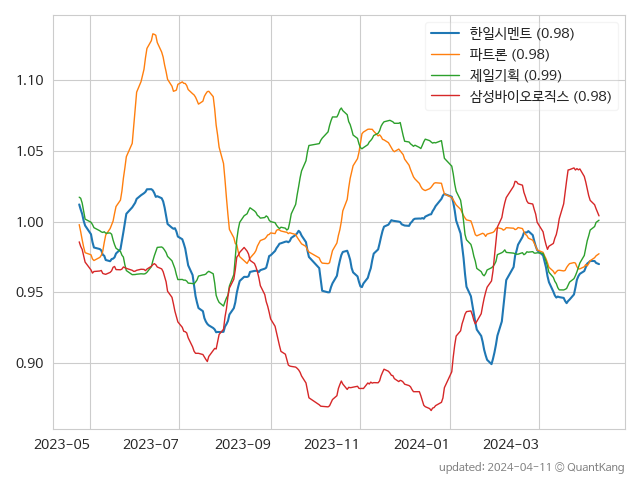 한일시멘트 (0.98)
파트론 (0.98)
제일기획 (0.99)
삼성바이오로직스 (0.98)
1.10
1.05
1.00
0.95
0.90
2023-05 2023-07 2023-09 2023-11 2024-01 2024-03
updated: 2024-04-11 © QuantKang